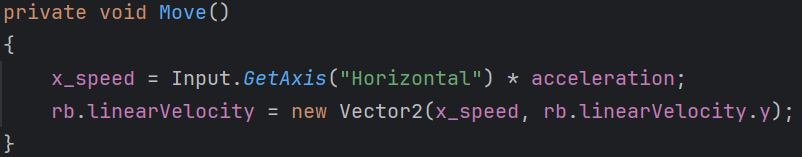 private void Move()
{
    x_speed = Input.GetAxis("Horizontal") * acceleration;
    rb.linearVelocity = new Vector2(x_speed, rb.linearVelocity.y);
}